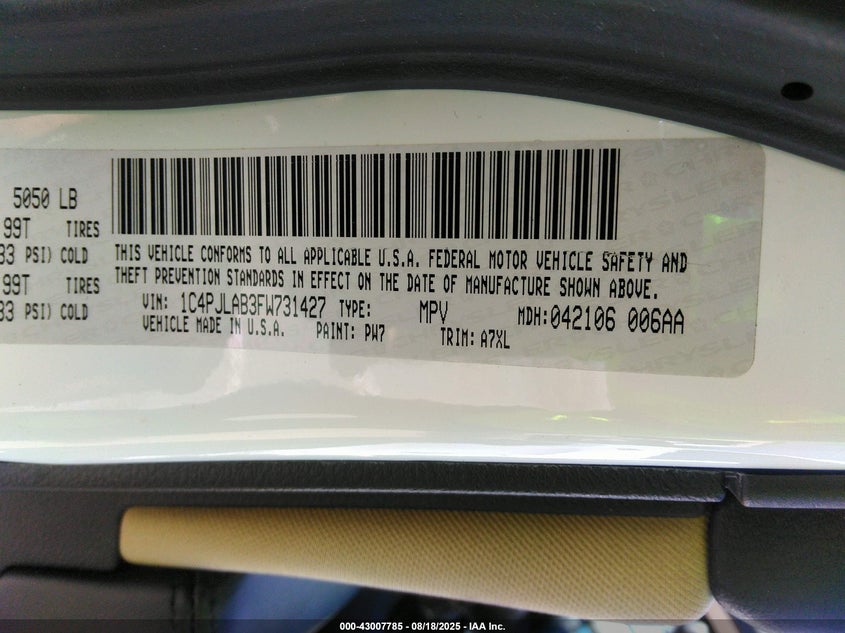 5050 LB
99T TIRES
33 PSI) COLD
99T TIRES
33 PSI) COLD
THIS VEHICLE CONFORMS TO ALL APPLICABLE U.S.A. FEDERAL MOTOR VEHICLE SAFETY AND
THEFT PREVENTION STANDARDS IN EFFECT ON THE DATE OF MANUFACTURE SHOWN ABOVE.
VIN: 1C4PJLAB3FW731427 TYPE: MPV MDH:042106 006AA
VEHICLE MADE IN U.S.A. PAINT: PW7 TRIM: A7XL
000-43007785 - 08/18/2025 - IAA Inc.